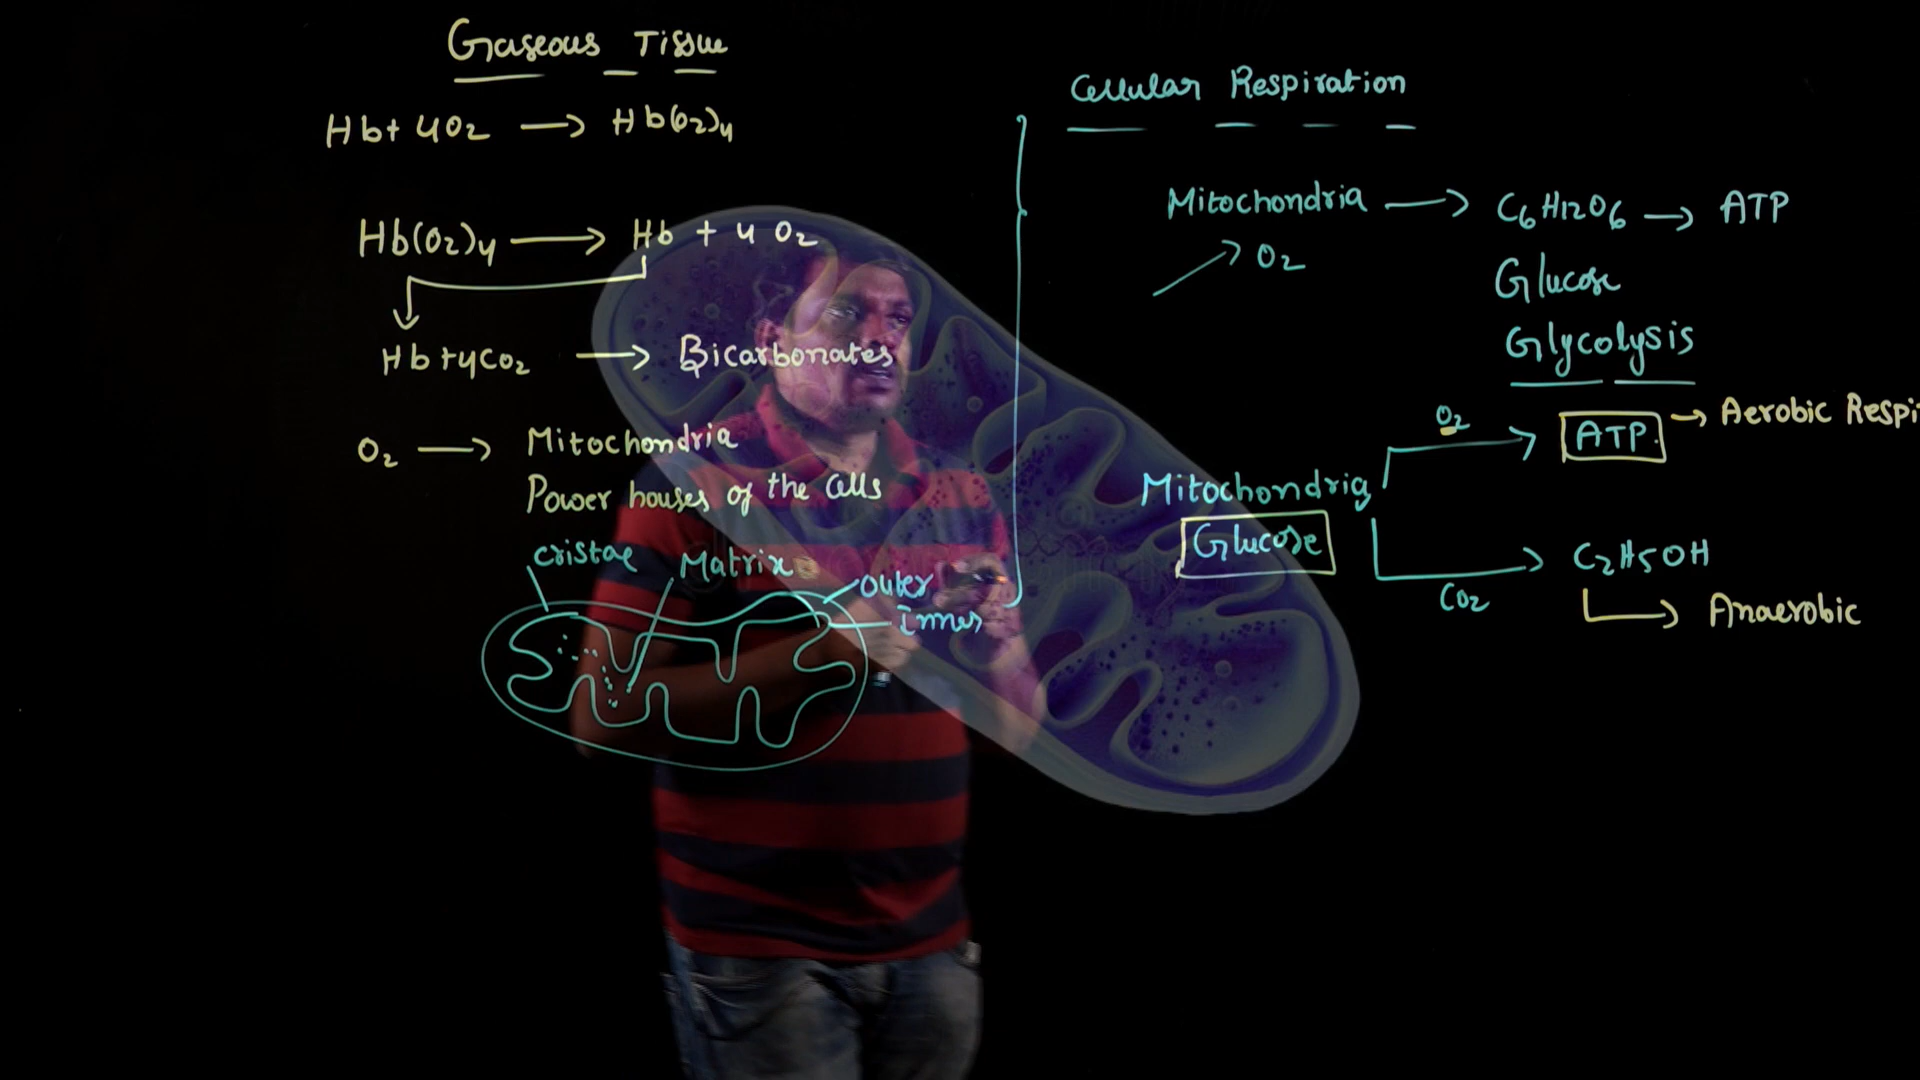 Gaseous Tissue
Hb + 4O2 → Hb(O2)4
Hb(O2)4 → Hb + 4 O2
Hb + 4CO2 → Bicarbonates
O2 → Mitochondria
Power houses of the cells
cristae Matrix
outer
Inner
Cellular Respiration
Mitochondria → C6H12O6 → ATP
O2
Glucose
Glycolysis
O2
ATP → Aerobic Respi
Mitochondria
Glucose
C2H5OH
CO2
Anaerobic